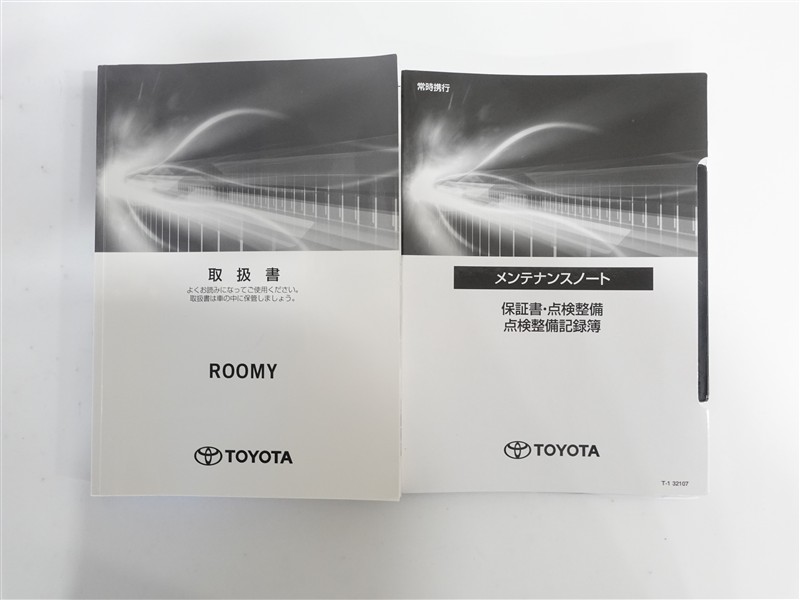 取扱書
よくお読みになってご使用ください。
取扱書は車の中に保管しましょう。
ROOMY
TOYOTA
常時携行
メンテナンスノート
保証書・点検整備
点検整備記録簿
TOYOTA
T-1 32107